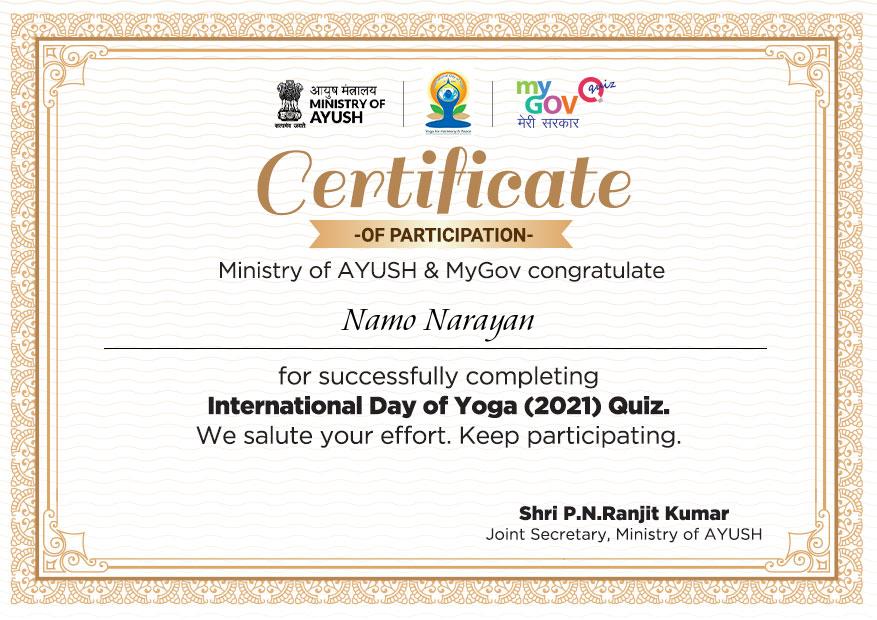 आयुष मंत्रालय
MINISTRY OF
AYUSH
सत्यमेव जयते
Yoga for Harmony & Peace
my
GOV
quiz
मेरी सरकार
Certificate
-OF PARTICIPATION-
Ministry of AYUSH & MyGov congratulate
Namo Narayan
for successfully completing
International Day of Yoga (2021) Quiz.
We salute your effort. Keep participating.
Shri P.N.Ranjit Kumar
Joint Secretary, Ministry of AYUSH